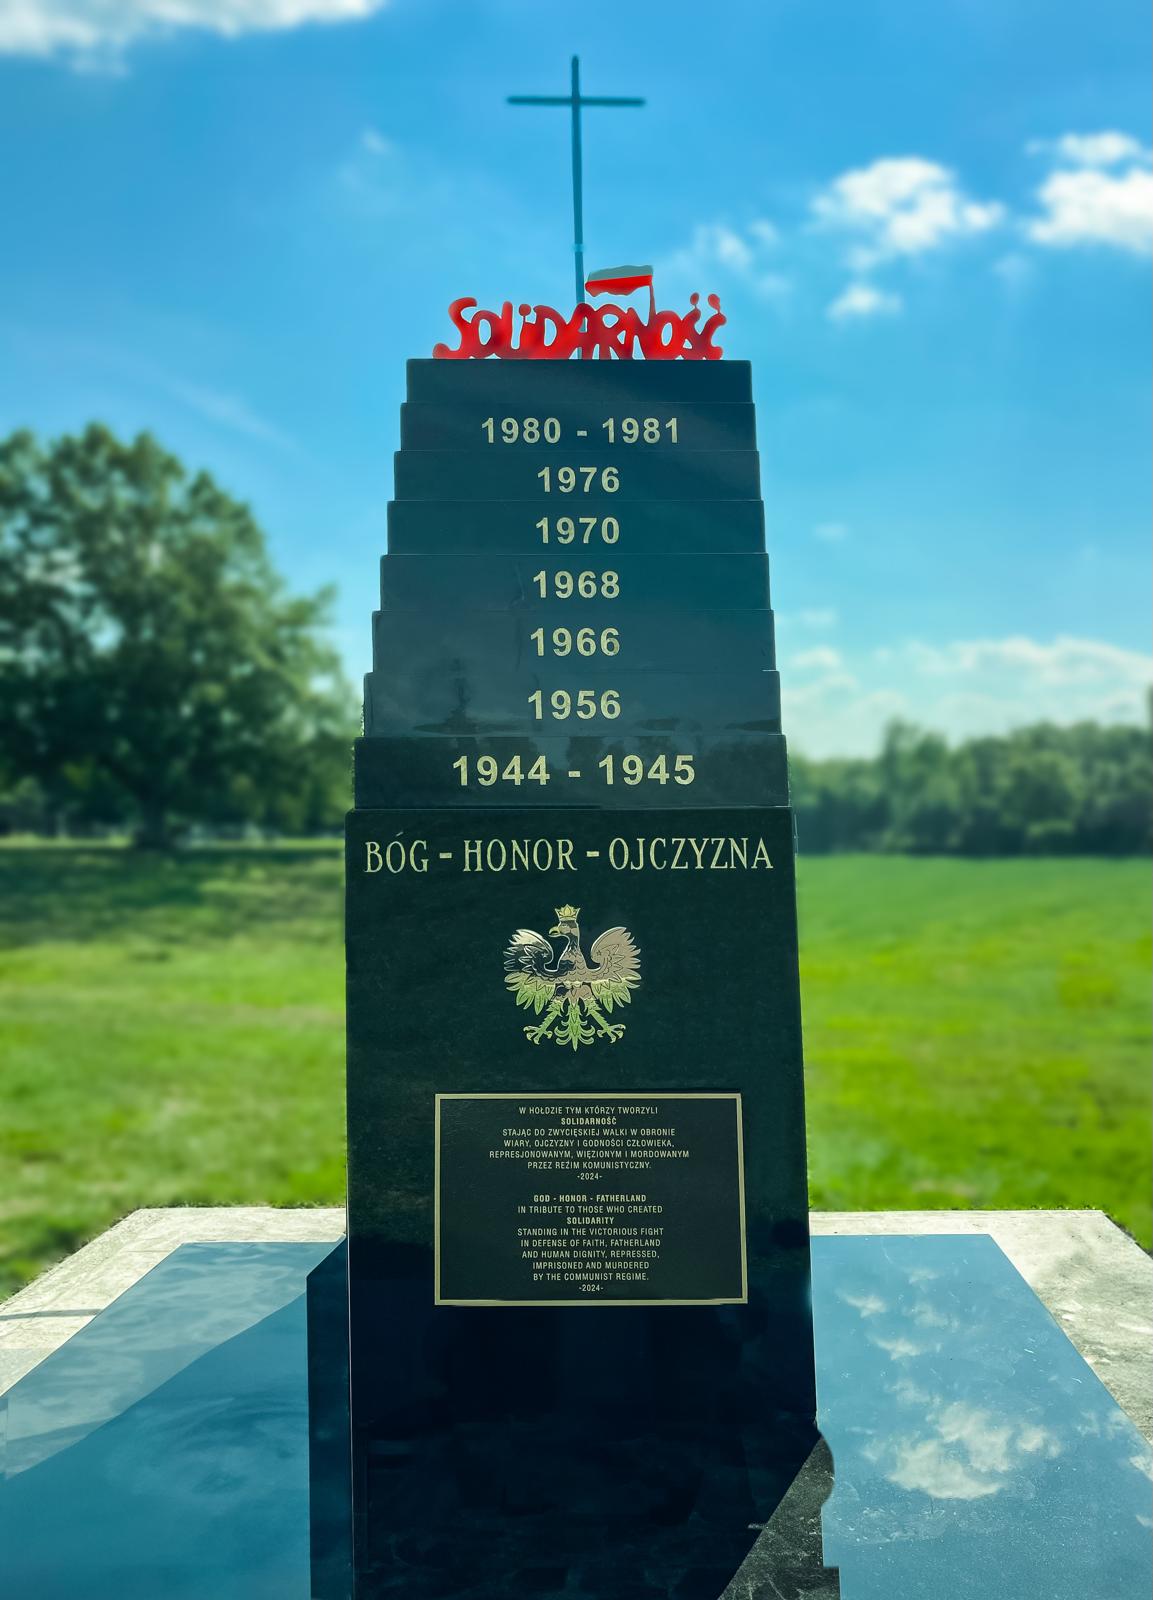 SOLIDARNOŚĆ
1980 - 1981
1976
1970
1968
1966
1956
1944 - 1945
BÓG - HONOR - OJCZYZNA
W HOŁDZIE TYM KTÓRZY TWORZYLI
SOLIDARNOŚĆ
STAJĄC DO ZWYCIĘSKIEJ WALKI W OBRONIE
WIARY, OJCZYZNY I GODNOŚCI CZŁOWIEKA,
REPRESJONOWANYM, WIĘZIONYM I MORDOWANYM
PRZEZ REŻIM KOMUNISTYCZNY.
-2024-
GOD - HONOR - FATHERLAND
IN TRIBUTE TO THOSE WHO CREATED
SOLIDARITY
STANDING IN THE VICTORIOUS FIGHT
IN DEFENSE OF FAITH, FATHERLAND
AND HUMAN DIGNITY, REPRESSED,
IMPRISONED AND MURDERED
BY THE COMMUNIST REGIME.
-2024-